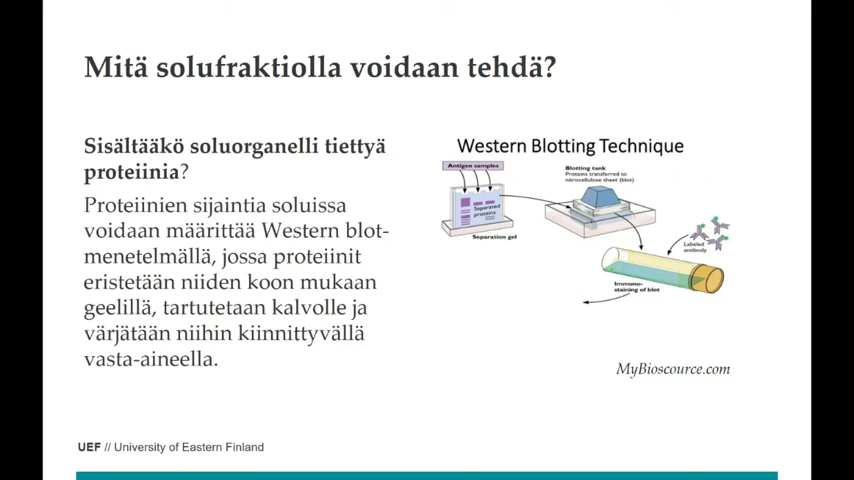 Mitä solufraktiolla voidaan tehdä?
Sisältääkö soluorganelli tiettyä
proteiinia?
Proteiinien sijaintia soluissa
voidaan määrittää Western blot-
menetelmällä, jossa proteiinit
eristetään niiden koon mukaan
geelillä, tartutetaan kalvolle ja
värjätään niihin kiinnittyvällä
vasta-aineella.
Western Blotting Technique
Antigen samples
Separated
proteins
Separation gel
Blotting tank
Proteins transferred to
nitrocellulose sheet (blot)
Labeled
antibody
Immuno-
staining of blot
MyBioscource.com
UEF // University of Eastern Finland